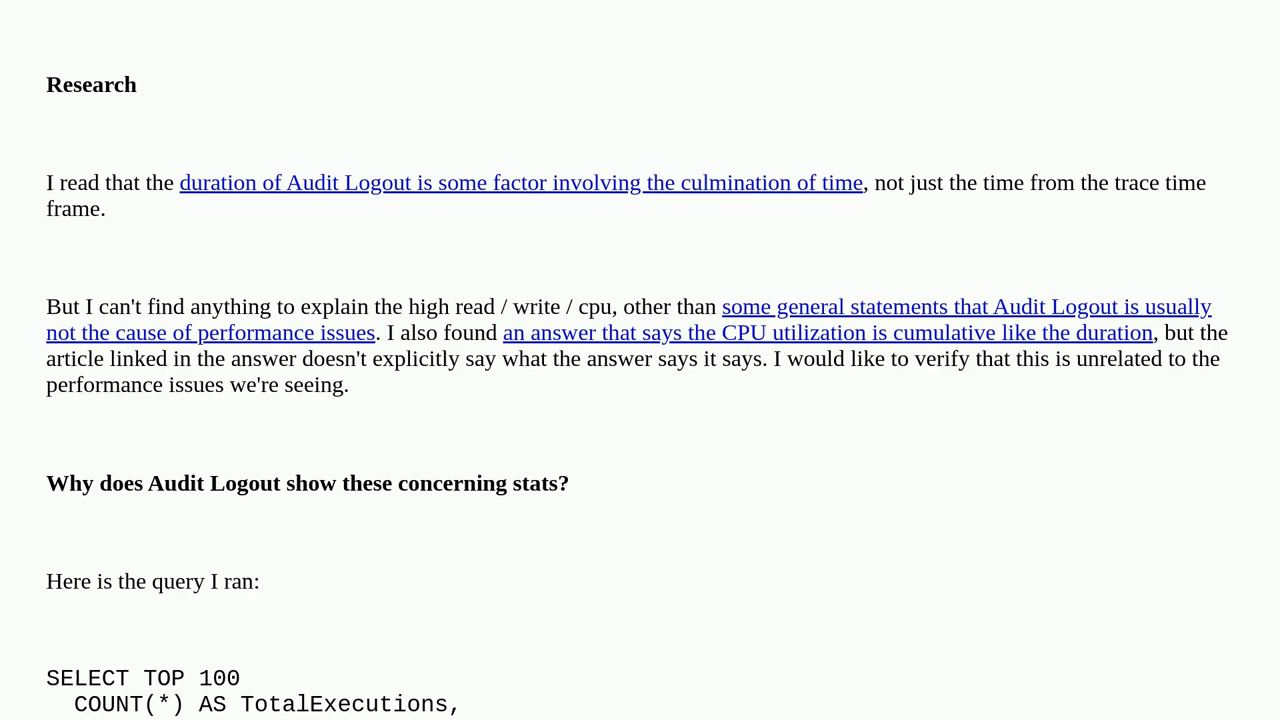 Research
I read that the duration of Audit Logout is some factor involving the culmination of time, not just the time from the trace time
frame.
But I can't find anything to explain the high read / write / cpu, other than some general statements that Audit Logout is usually
not the cause of performance issues. I also found an answer that says the CPU utilization is cumulative like the duration, but the
article linked in the answer doesn't explicitly say what the answer says it says. I would like to verify that this is unrelated to the
performance issues we're seeing.
Why does Audit Logout show these concerning stats?
Here is the query I ran:
SELECT TOP 100
  COUNT(*) AS TotalExecutions,